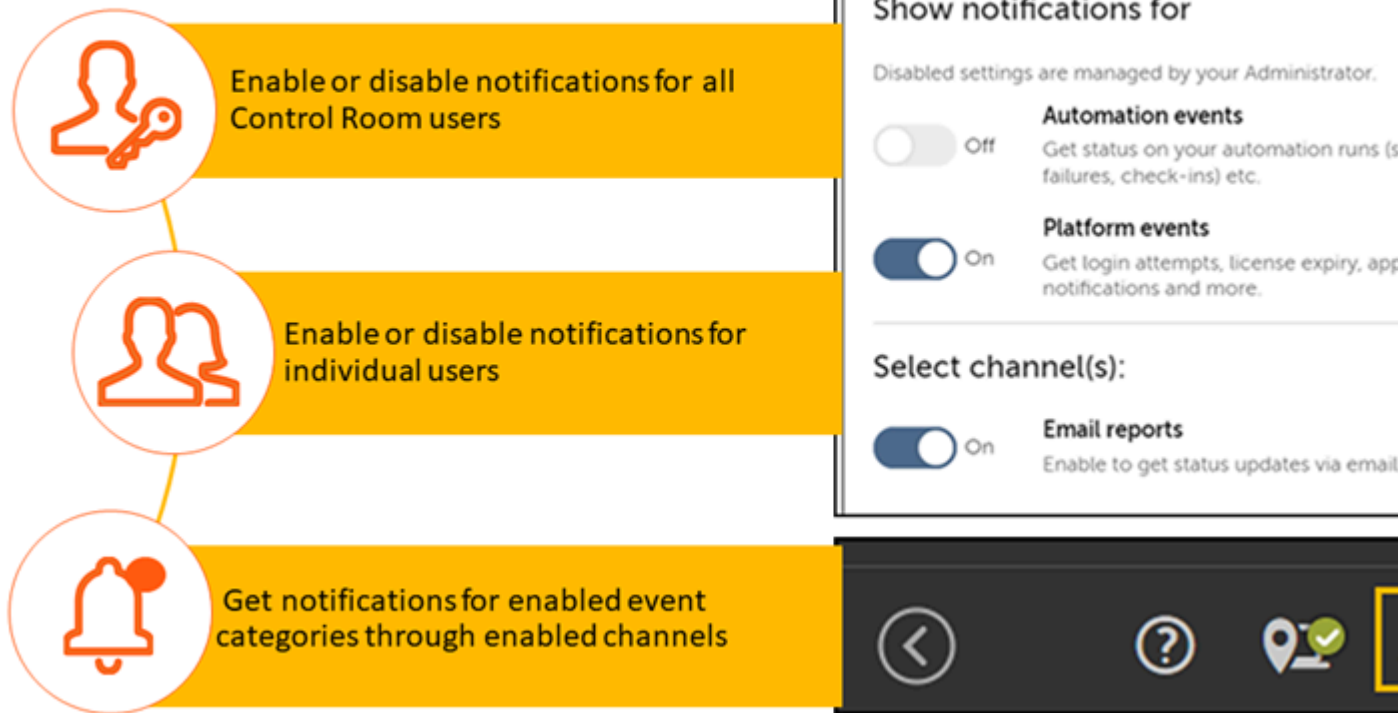 Enable or disable notifications for all
Control Room users
Enable or disable notifications for
individual users
Get notifications for enabled event
categories through enabled channels
Show notifications for
Disabled settings are managed by your Administrator.
Off
Automation events
Get status on your automation runs
failures, check-ins) etc.
On
Platform events
Get login attempts, license expiry,
notifications and more.
Select channel(s):
On
Email reports
Enable to get status updates via email